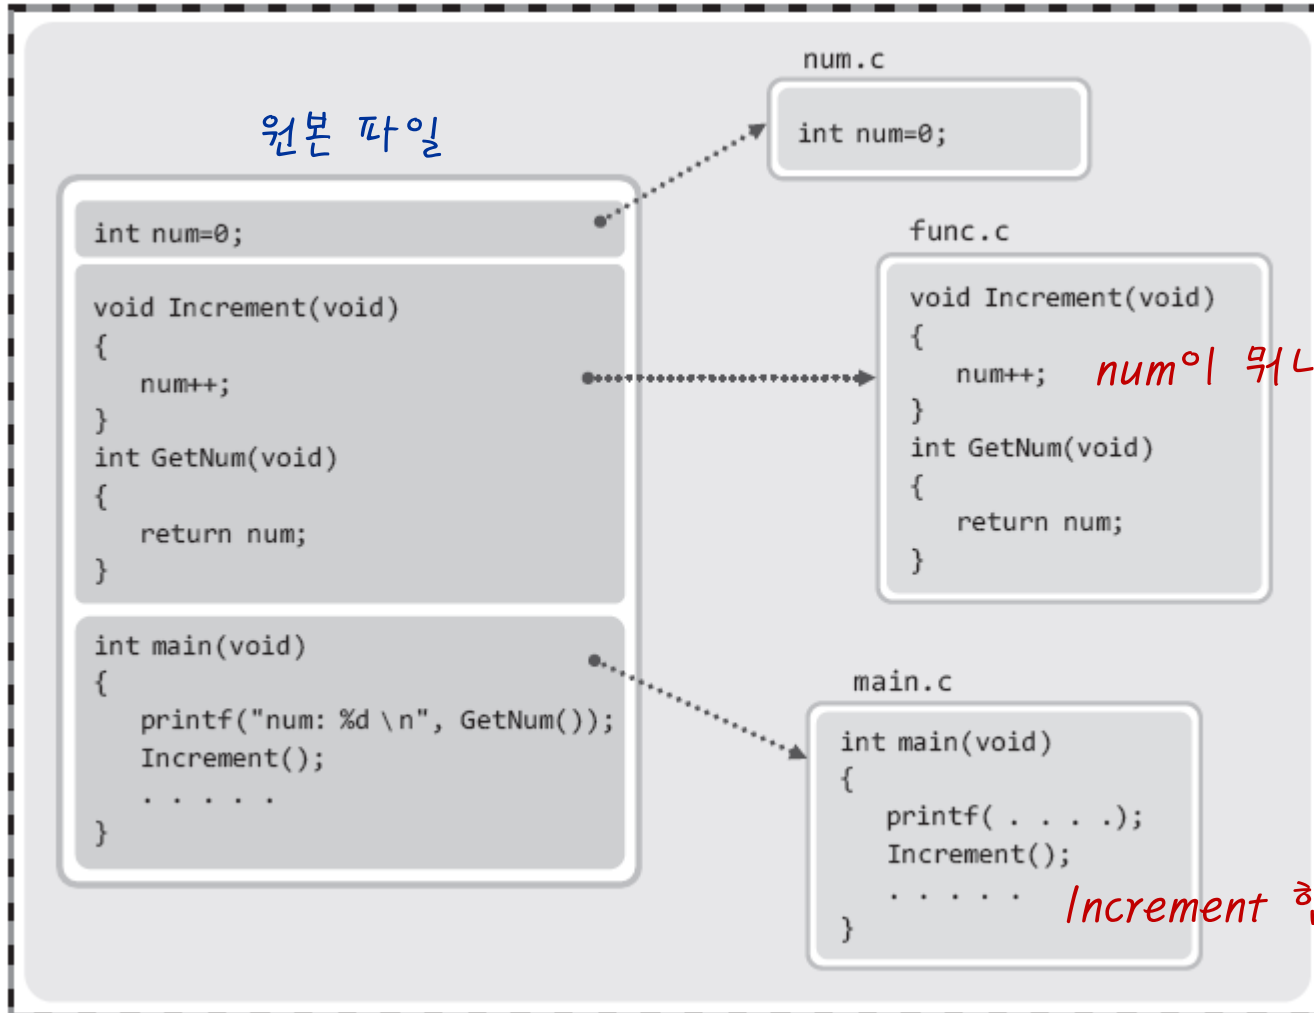 원본 파일
int num=0;
void Increment(void)
{
num++;
}
int GetNum(void)
{
return num;
}
int main(void)
{
printf("num: %d \n", GetNum());
Increment();
. . . . .
}
num.c
int num=0;
func.c
void Increment(void)
{
num++; num이
}
int GetNum(void)
{
return num;
}
main.c
int main(void)
{
printf( . . . .);
Increment();
. . . . .
Increment
}